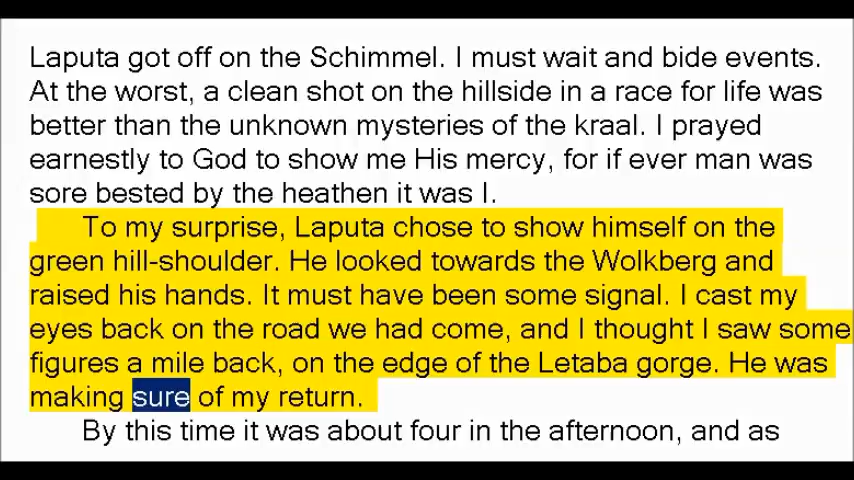 Laputa got off on the Schimmel. I must wait and bide events.
At the worst, a clean shot on the hillside in a race for life was
better than the unknown mysteries of the kraal. I prayed
earnestly to God to show me His mercy, for if ever man was
sore bested by the heathen it was I.
To my surprise, Laputa chose to show himself on the
green hill-shoulder. He looked towards the Wolkberg and
raised his hands. It must have been some signal. I cast my
eyes back on the road we had come, and I thought I saw some
figures a mile back, on the edge of the Letaba gorge. He was
making sure of my return.
By this time it was about four in the afternoon, and as